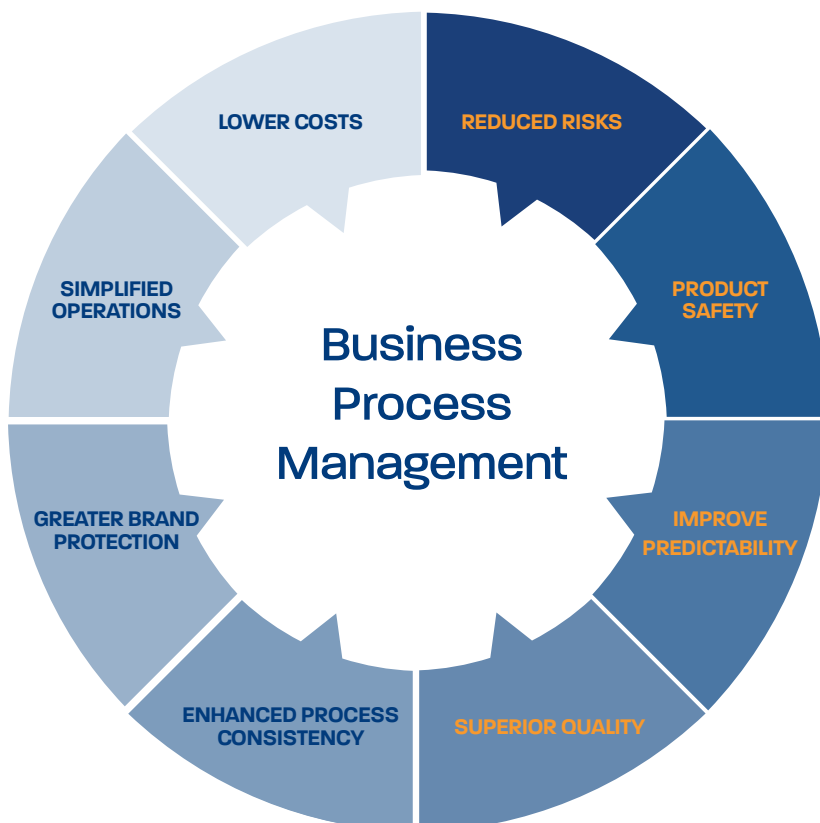 LOWER COSTS
REDUCED RISKS
SIMPLIFIED
OPERATIONS
PRODUCT
SAFETY
Business
Process
Management
GREATER BRAND
PROTECTION
IMPROVE
PREDICTABILITY
ENHANCED PROCESS
CONSISTENCY
SUPERIOR QUALITY